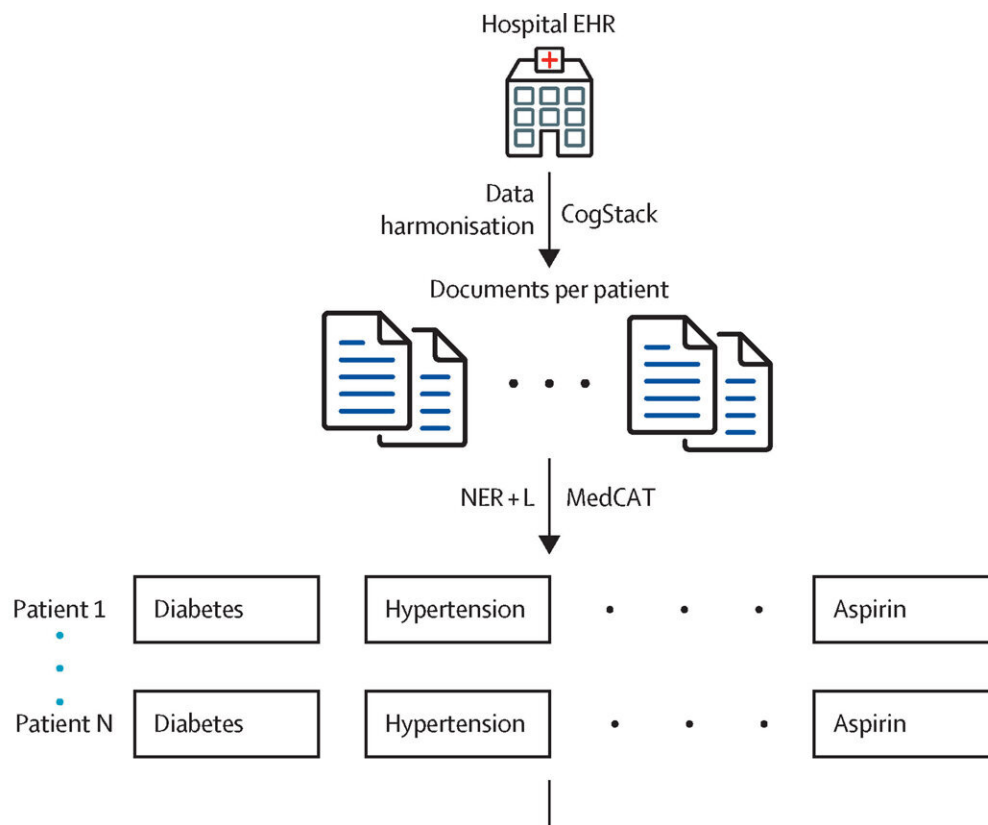 Hospital EHR
Data
harmonisation
CogStack
Documents per patient
NER + L
MedCAT
Patient 1
Diabetes
Hypertension
Aspirin
Patient N
Diabetes
Hypertension
Aspirin